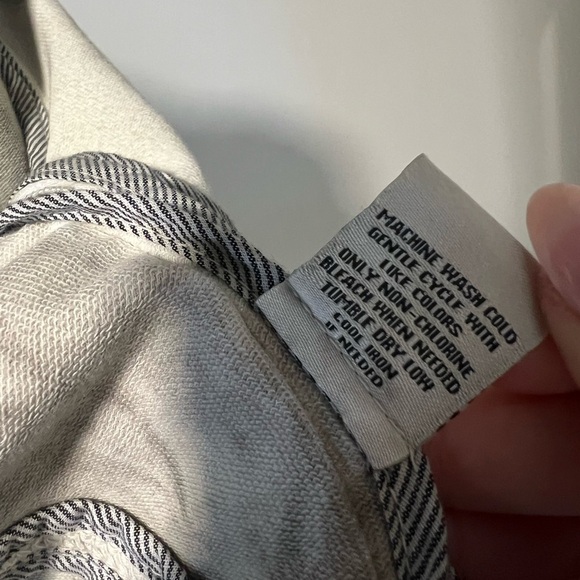 MACHINE WASH COLD
GENTLE CYCLE WITH
LIKE COLORS
ONLY NON-CHLORINE
BLEACH WHEN NEEDED
TUMBLE DRY LOW
COOL IRON
IF NEEDED